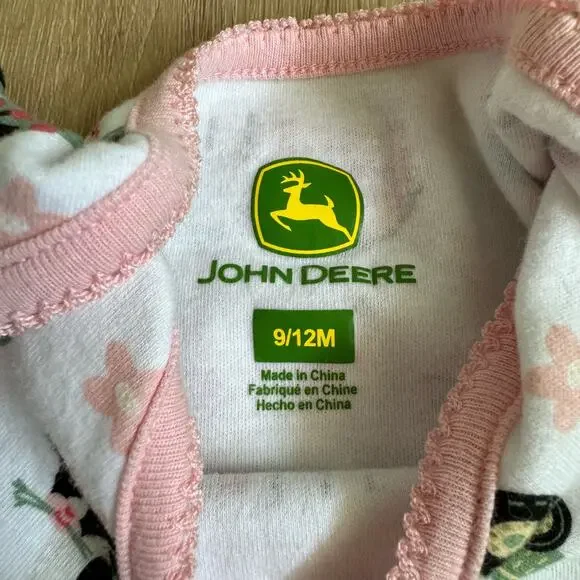 JOHN DEERE
9/12M
Made in China
Fabriqué en Chine
Hecho en China